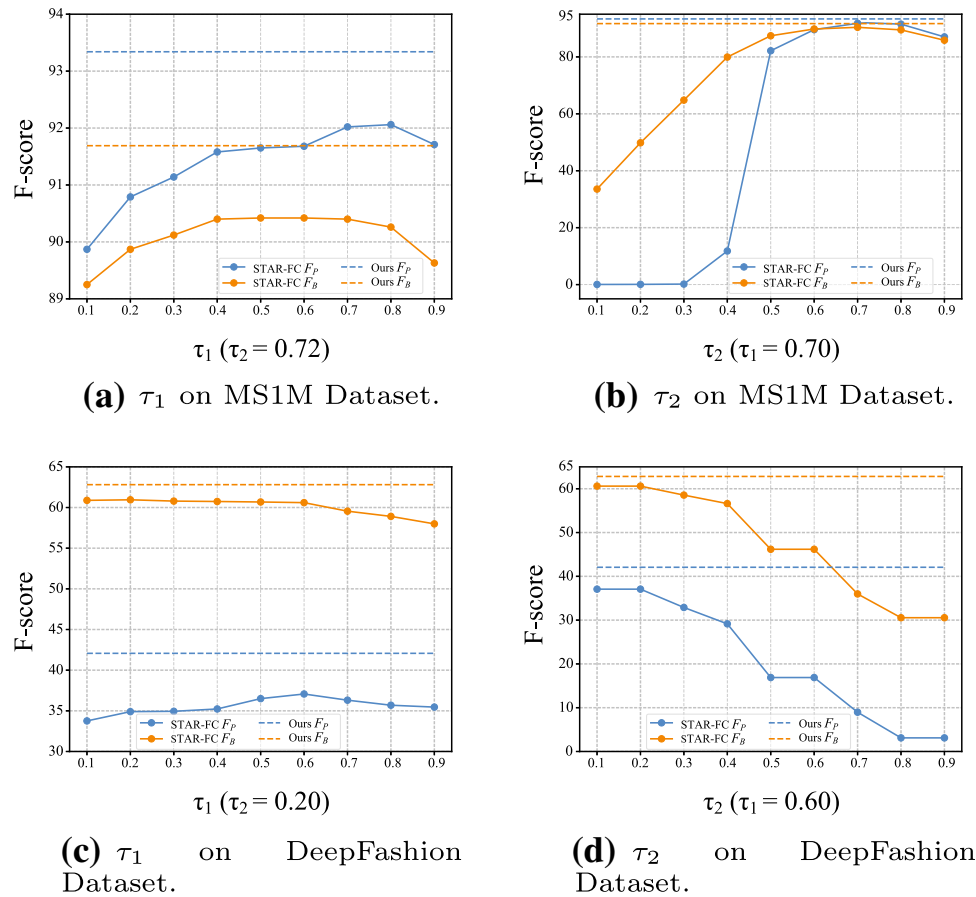 94
93
92
91
90
89
F-score
STAR-FC F_P
STAR-FC F_B
Ours F_P
Ours F_B
0.1 0.2 0.3 0.4 0.5 0.6 0.7 0.8 0.9
τ₁ (τ₂ = 0.72)
(a) τ₁ on MS1M Dataset.
95
80
60
40
20
0
F-score
STAR-FC F_P
STAR-FC F_B
Ours F_P
Ours F_B
0.1 0.2 0.3 0.4 0.5 0.6 0.7 0.8 0.9
τ₂ (τ₁ = 0.70)
(b) τ₂ on MS1M Dataset.
65
60
55
50
45
40
35
30
F-score
STAR-FC F_P
STAR-FC F_B
Ours F_P
Ours F_B
0.1 0.2 0.3 0.4 0.5 0.6 0.7 0.8 0.9
τ₁ (τ₂ = 0.20)
(c) τ₁ on DeepFashion
Dataset.
65
60
50
40
30
20
10
0
F-score
STAR-FC F_P
STAR-FC F_B
Ours F_P
Ours F_B
0.1 0.2 0.3 0.4 0.5 0.6 0.7 0.8 0.9
τ₂ (τ₁ = 0.60)
(d) τ₂ on DeepFashion
Dataset.